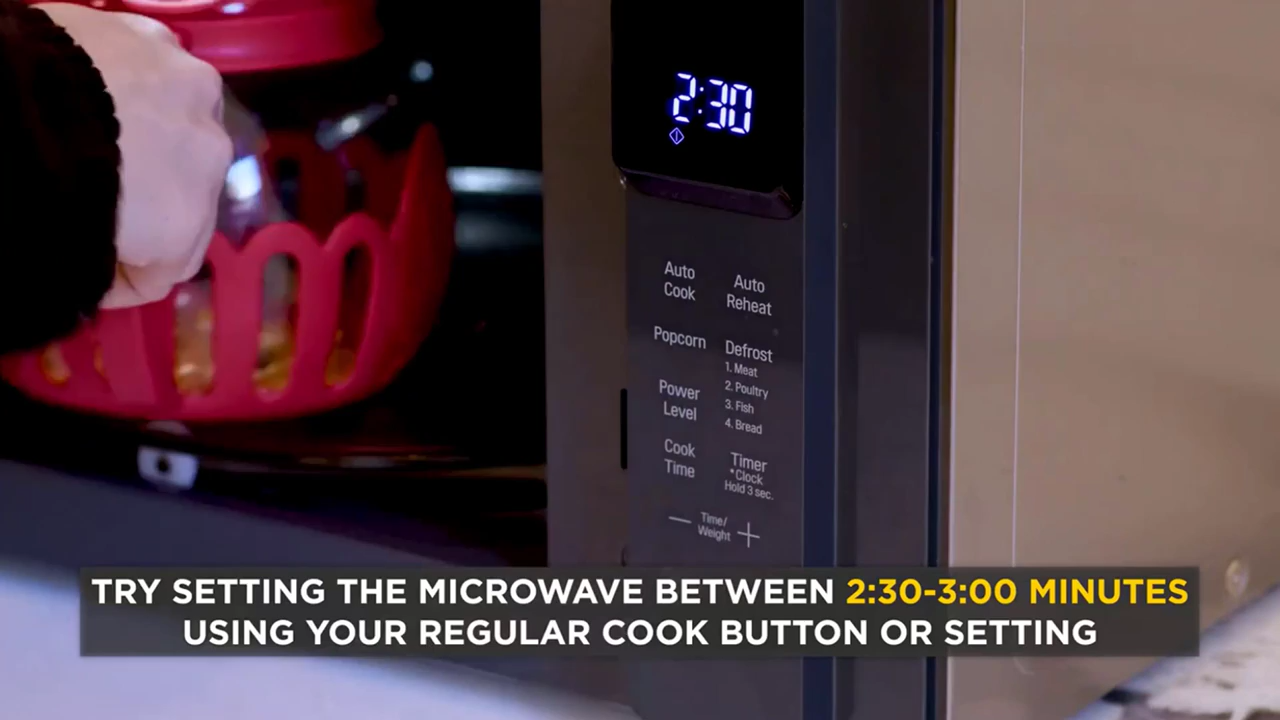 2:30
Auto
Cook
Auto
Reheat
Popcorn
Defrost
1. Meat
2. Poultry
3. Fish
4. Bread
Power
Level
Cook
Time
Timer
*Clock
Hold 3 sec.
— Time/
Weight +
TRY SETTING THE MICROWAVE BETWEEN 2:30-3:00 MINUTES
USING YOUR REGULAR COOK BUTTON OR SETTING